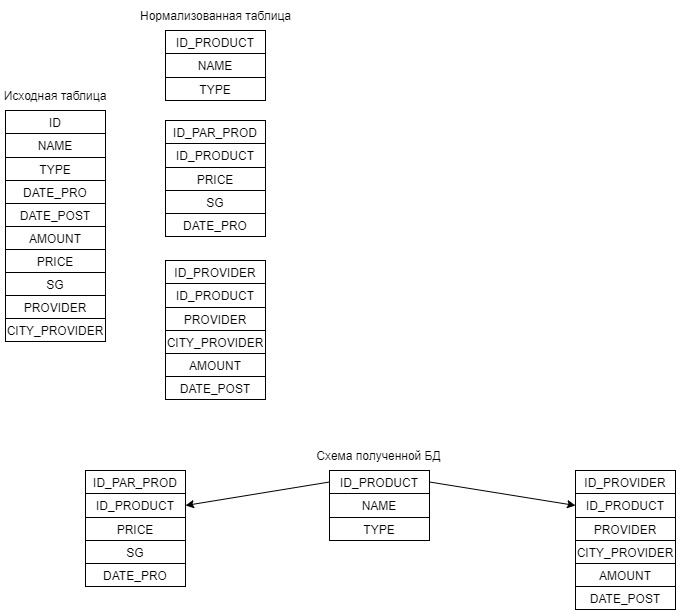 Нормализованная таблица
ID_PRODUCT
NAME
TYPE
Исходная таблица
ID
NAME
TYPE
DATE_PRO
DATE_POST
AMOUNT
PRICE
SG
PROVIDER
CITY_PROVIDER
ID_PAR_PROD
ID_PRODUCT
PRICE
SG
DATE_PRO
ID_PROVIDER
ID_PRODUCT
PROVIDER
CITY_PROVIDER
AMOUNT
DATE_POST
Схема полученной БД
ID_PAR_PROD
ID_PRODUCT
PRICE
SG
DATE_PRO
ID_PRODUCT
NAME
TYPE
ID_PROVIDER
ID_PRODUCT
PROVIDER
CITY_PROVIDER
AMOUNT
DATE_POST